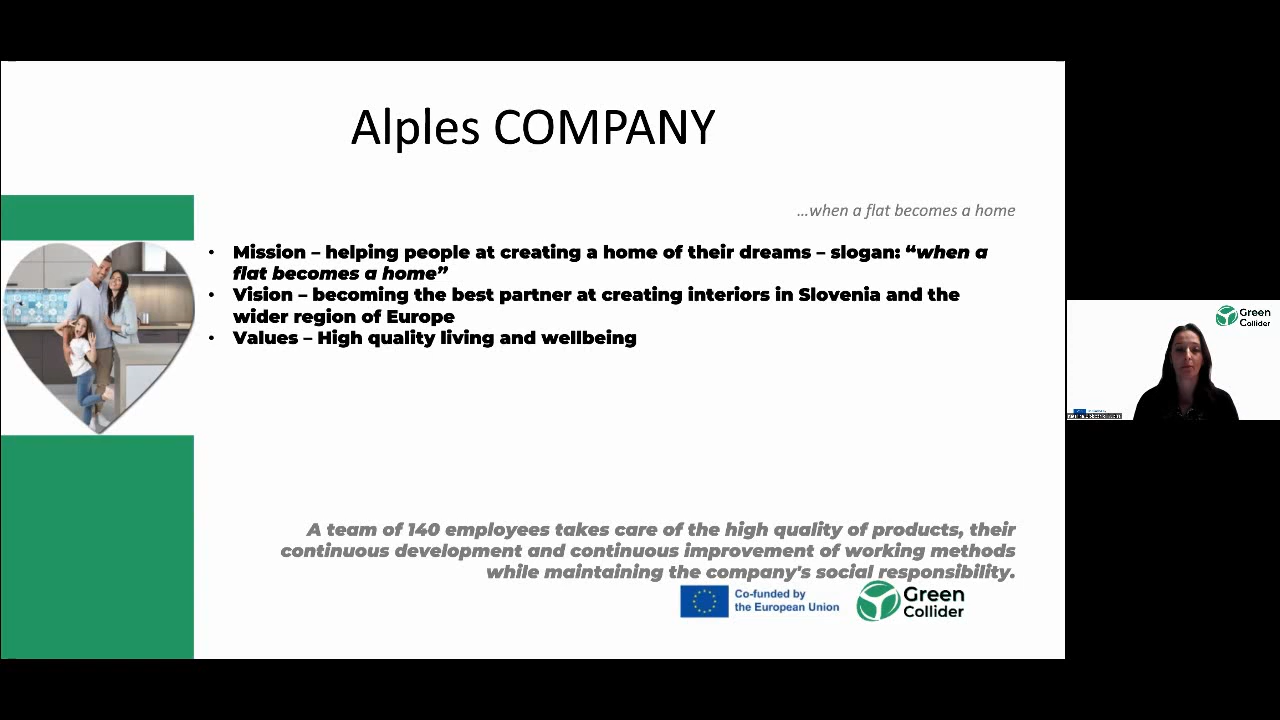 Alples COMPANY
...when a flat becomes a home
• Mission – helping people at creating a home of their dreams – slogan: “when a
flat becomes a home”
• Vision – becoming the best partner at creating interiors in Slovenia and the
wider region of Europe
• Values – High quality living and wellbeing
A team of 140 employees takes care of the high quality of products, their
continuous development and continuous improvement of working methods
while maintaining the company's social responsibility.
Co-funded by
the European Union
Green
Collider
Green
Collider